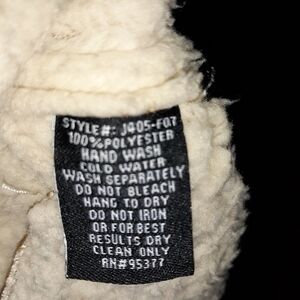 STYLE#: J405-F07
100%POLYESTER
HAND WASH
COLD WATER
WASH SEPARATELY
DO NOT BLEACH
HANG TO DRY
DO NOT IRON
OR FOR BEST
RESULTS DRY
CLEAN ONLY
RN#95377